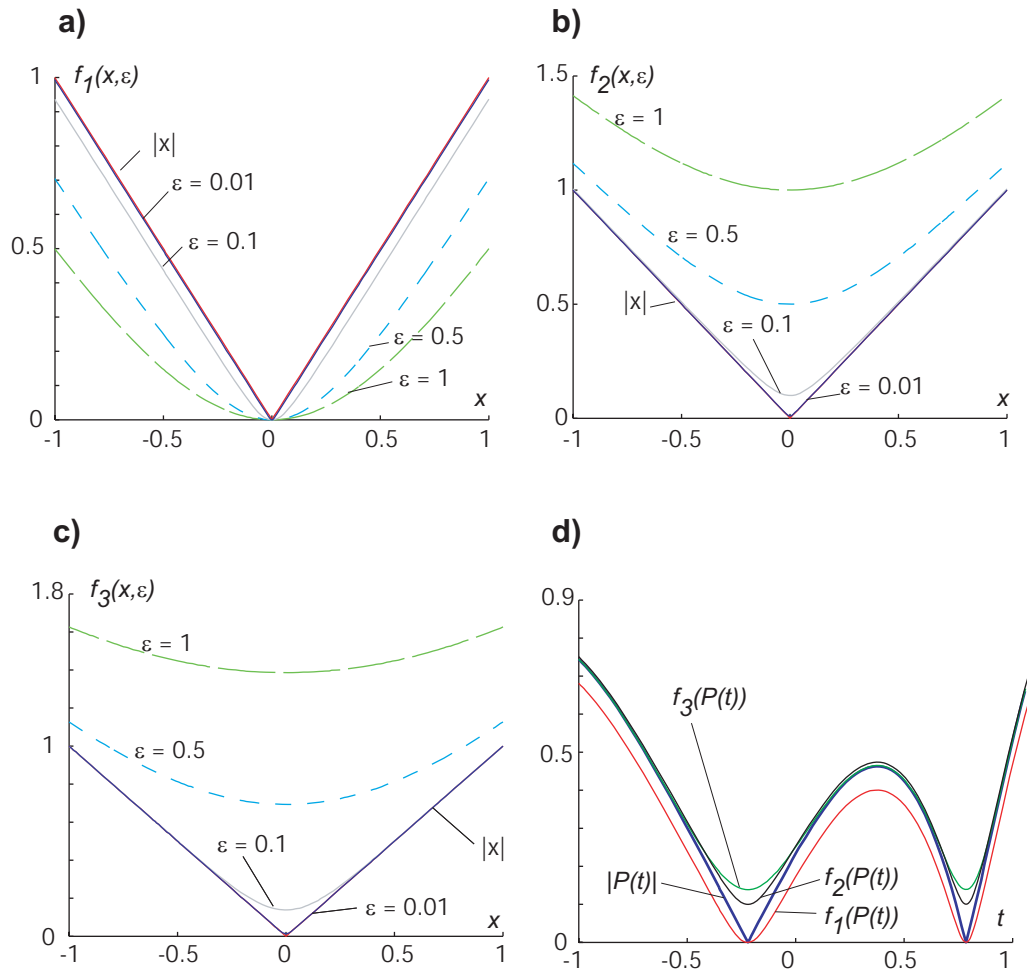 a)
f1(x,ε)
1
|x|
ε = 0.01
ε = 0.1
0.5
ε = 0.5
ε = 1
x
0
-1
-0.5
0
0.5
1
b)
1.5
f2(x,ε)
ε = 1
1
ε = 0.5
0.5
|x|
ε = 0.1
ε = 0.01
x
0
-1
-0.5
0
0.5
1
c)
1.8
f3(x,ε)
ε = 1
1
ε = 0.5
ε = 0.1
|x|
ε = 0.01
x
0
-1
-0.5
0
0.5
1
d)
0.9
f3(P(t))
0.5
|P(t)|
f2(P(t))
f1(P(t))
t
0
-1
-0.5
0
0.5
1